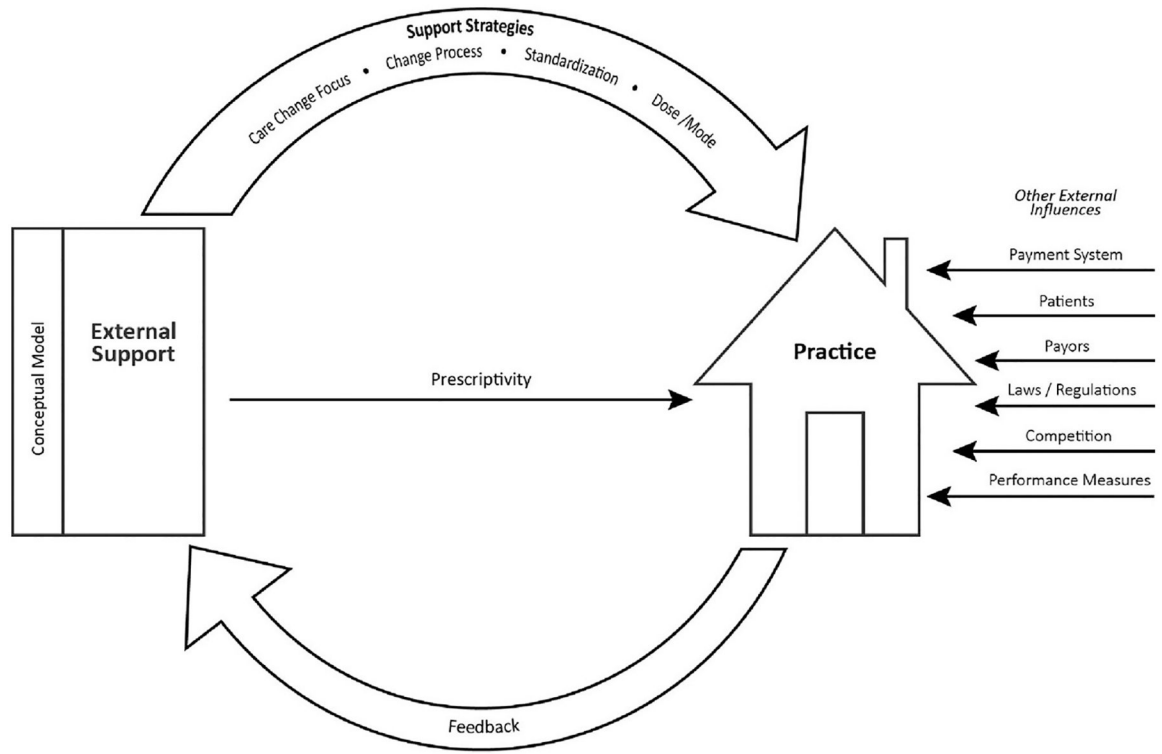 Support Strategies
Care Change Focus • Change Process • Standardization • Dose /Mode
Other External
Influences
Payment System
Patients
Payors
Laws / Regulations
Competition
Performance Measures
Conceptual Model
External
Support
Prescriptivity
Practice
Feedback